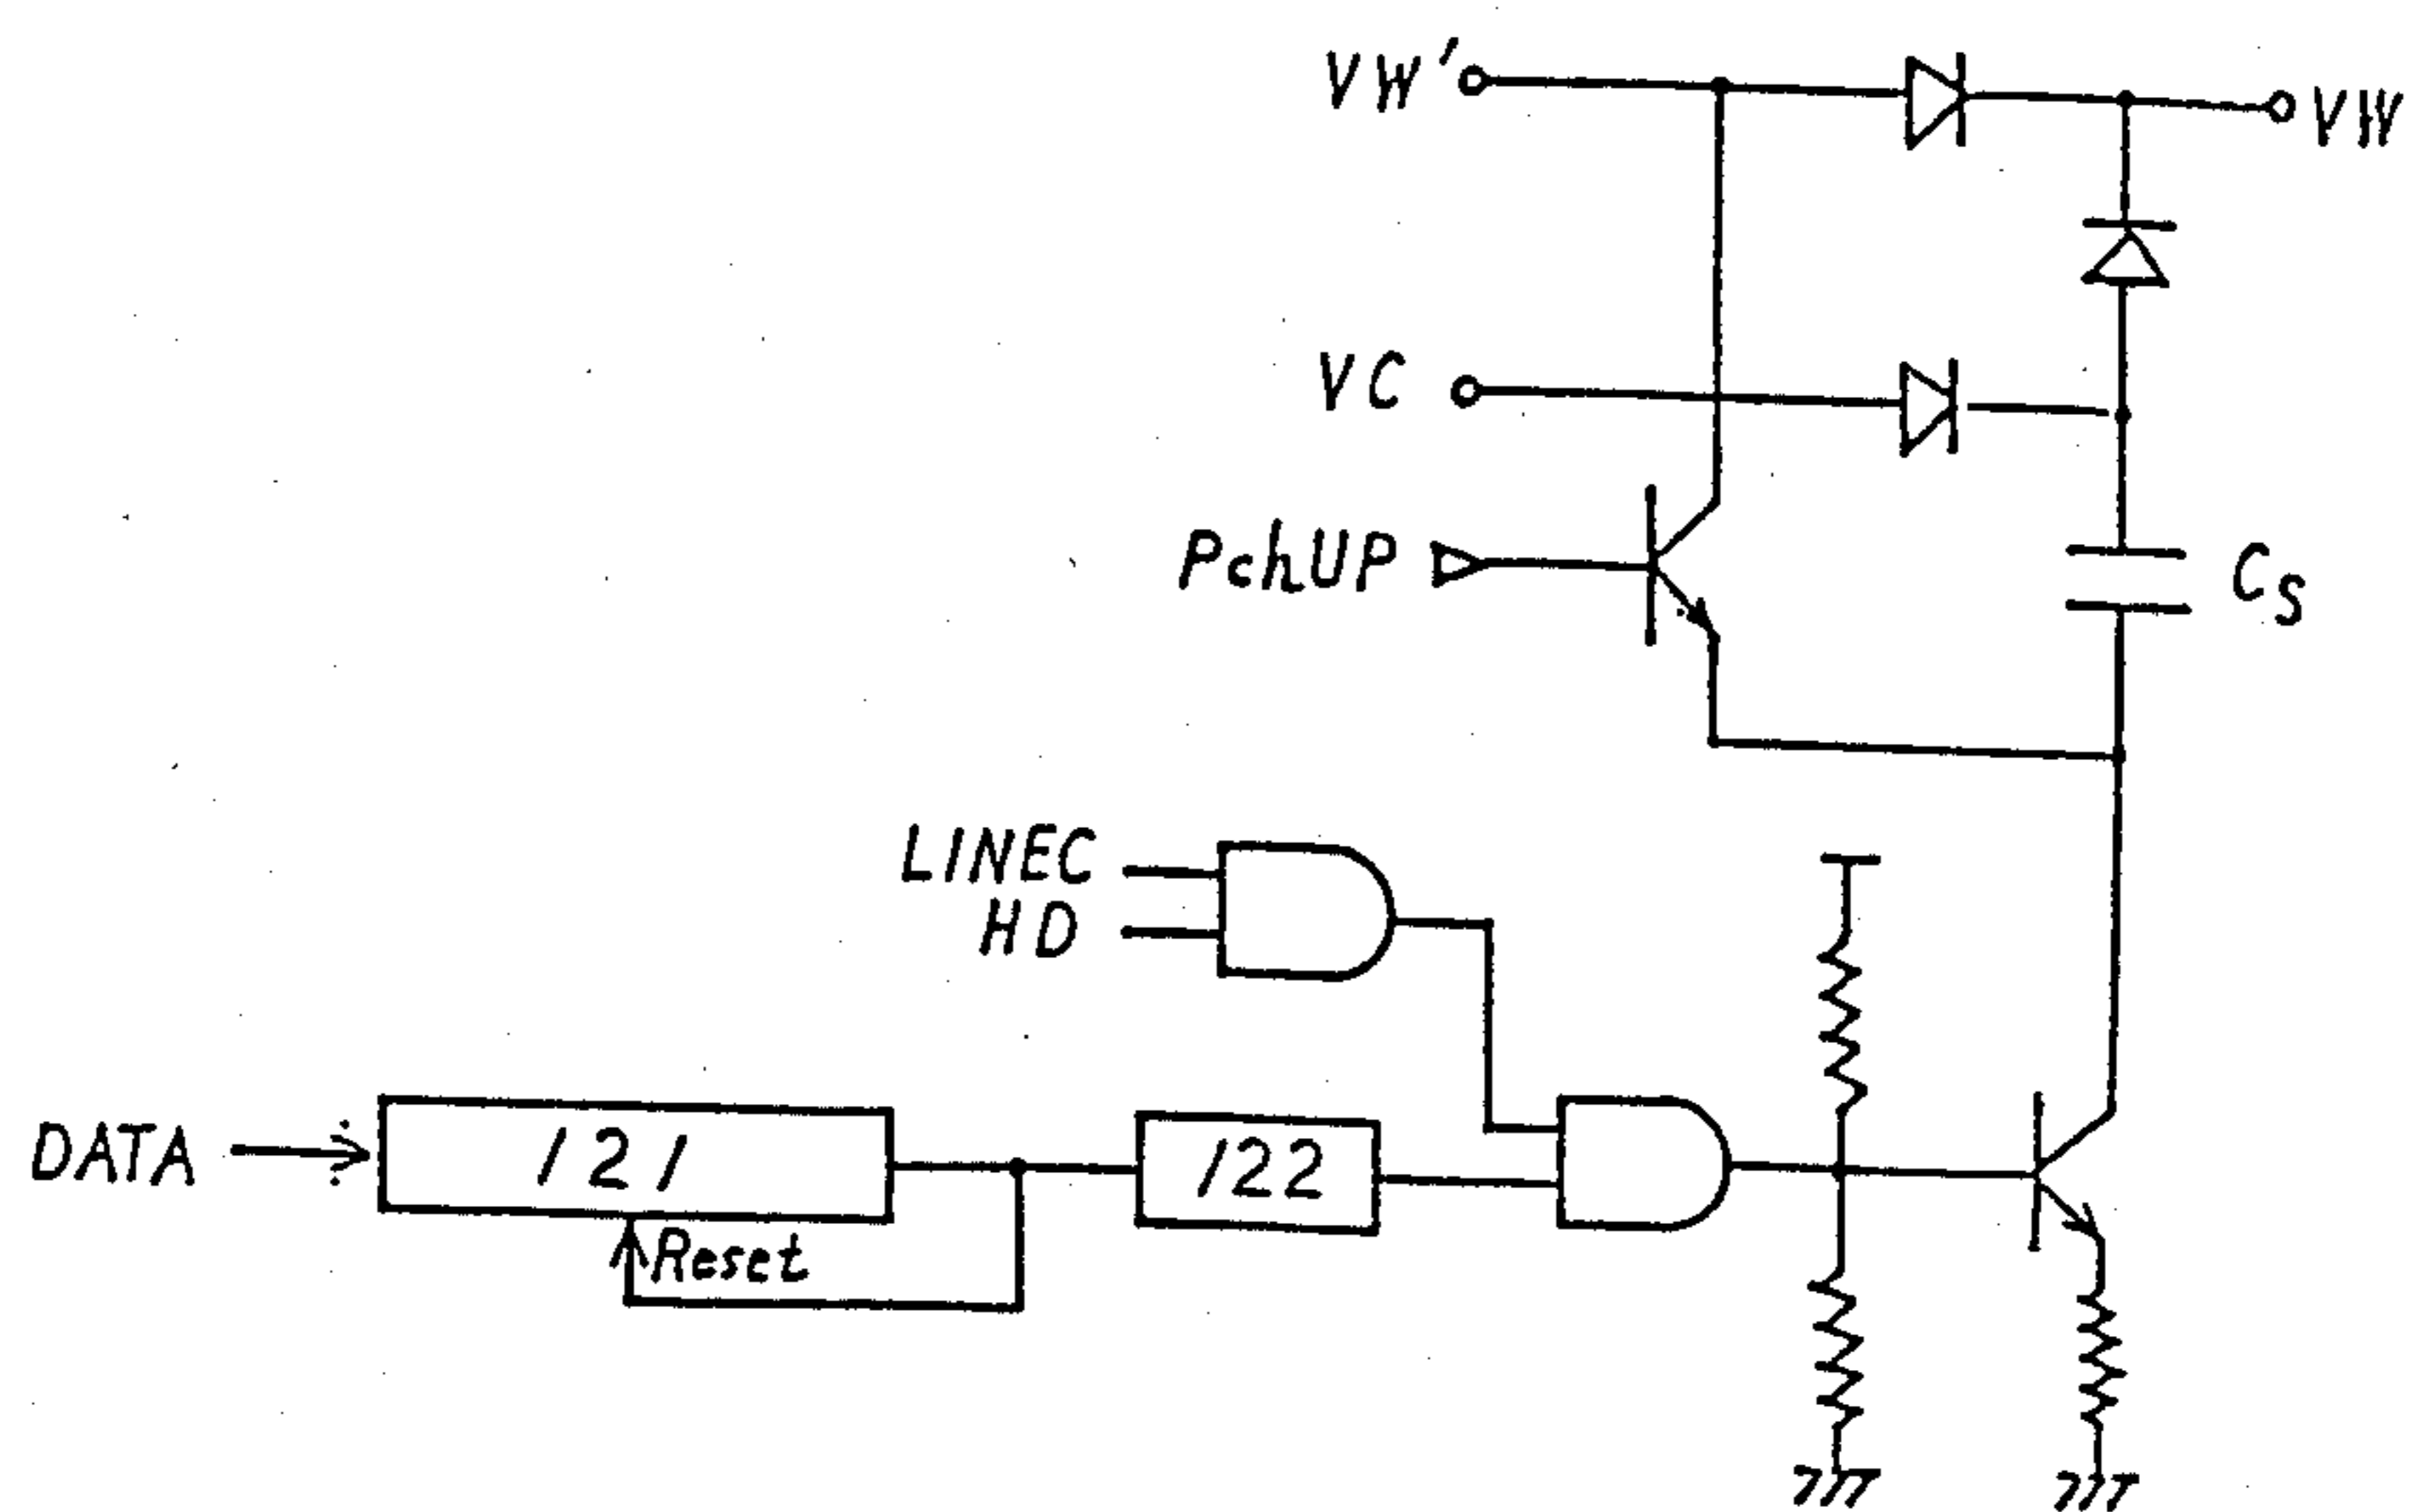 VW'
VW
VC
PchUP
Cs
LINEC
HD
DATA
121
122
Reset